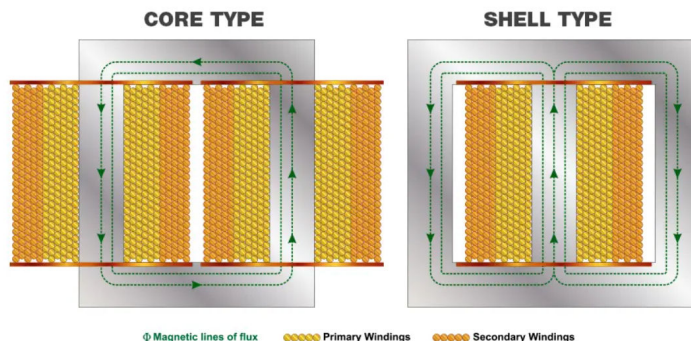 CORE TYPE
SHELL TYPE
Φ Magnetic lines of flux
Primary Windings
Secondary Windings